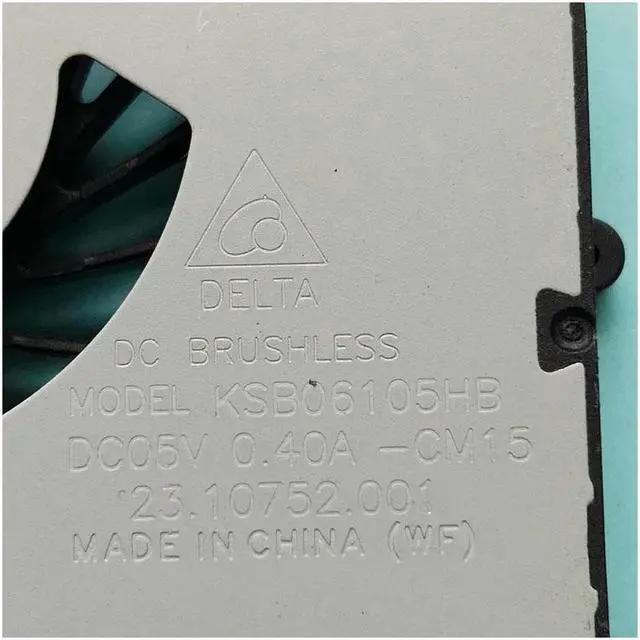 DELTA
DC BRUSHLESS
MODEL KSB06105HB
DC05V 0.40A -CM15
23.10752.001
MADE IN CHINA (WF)